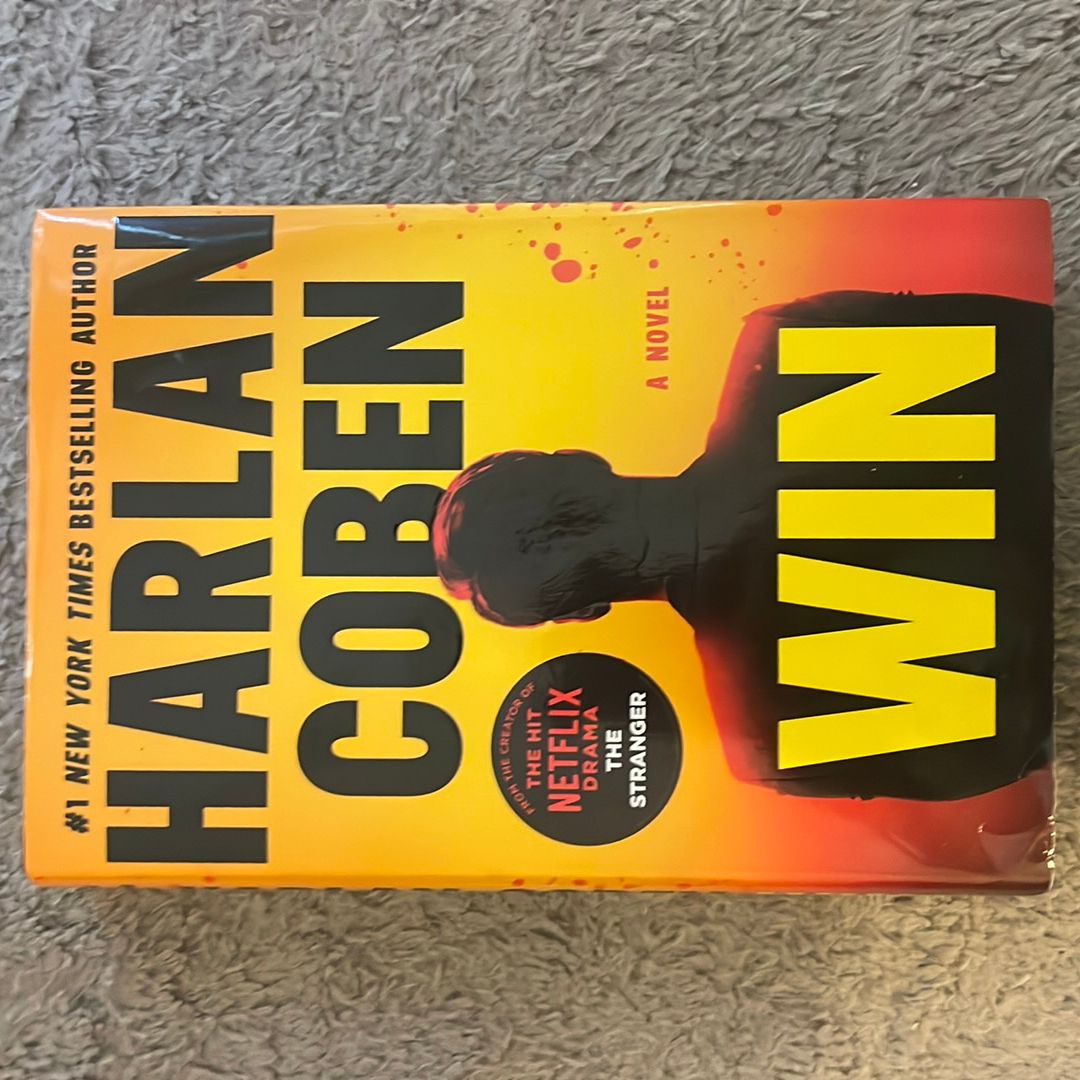 #1 NEW YORK TIMES BESTSELLING AUTHOR
HARLAN
COBEN
FROM THE CREATOR OF
THE HIT
NETFLIX
DRAMA
THE
STRANGER
A NOVEL
WIN